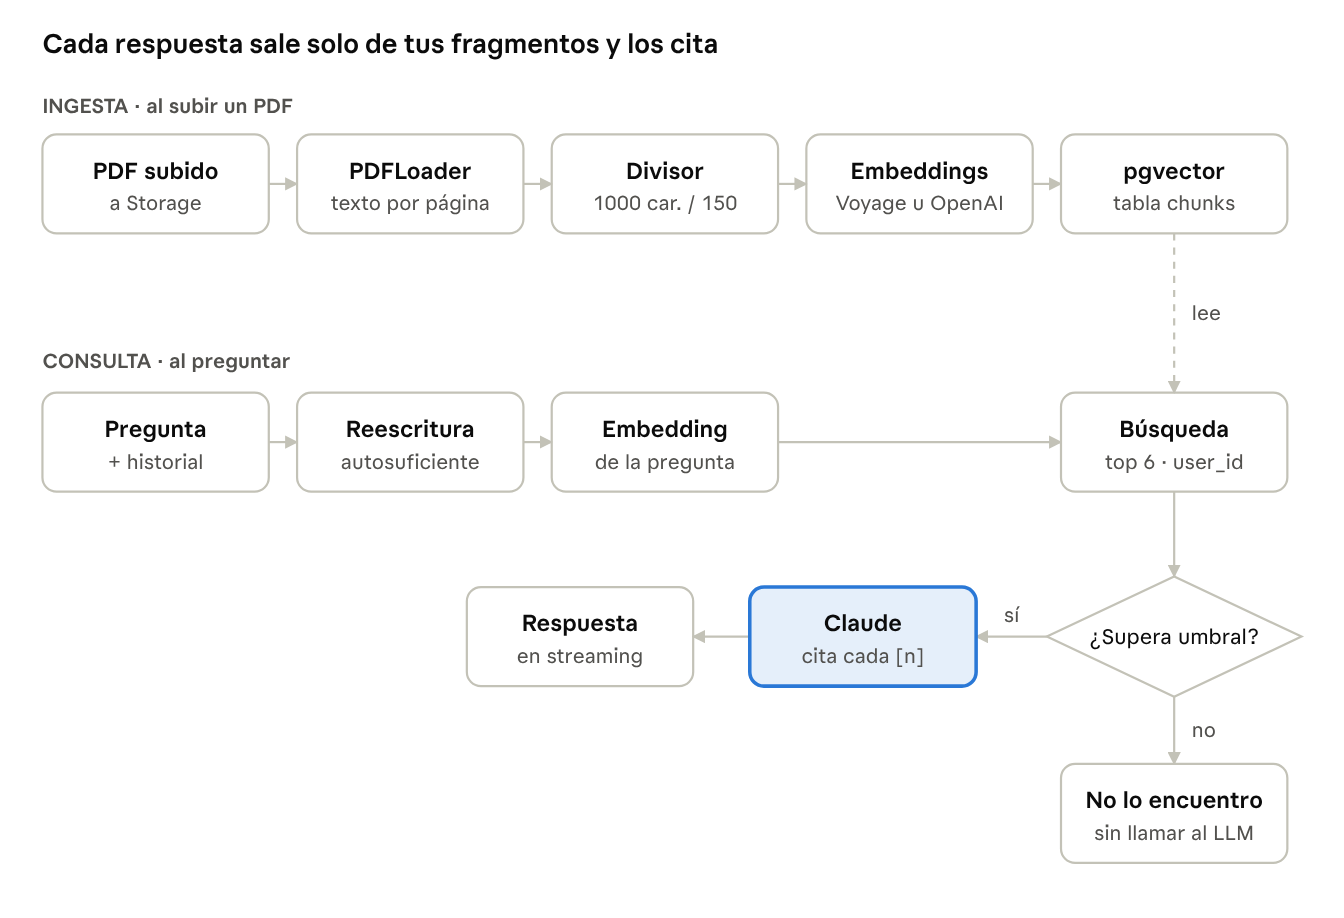 Cada respuesta sale solo de tus fragmentos y los cita
INGESTA · al subir un PDF
PDF subido
a Storage
PDFLoader
texto por página
Divisor
1000 car. / 150
Embeddings
Voyage u OpenAI
pgvector
tabla chunks
lee
CONSULTA · al preguntar
Pregunta
+ historial
Reescritura
autosuficiente
Embedding
de la pregunta
Búsqueda
top 6 · user_id
¿Supera umbral?
sí
Claude
cita cada [n]
Respuesta
en streaming
no
No lo encuentro
sin llamar al LLM